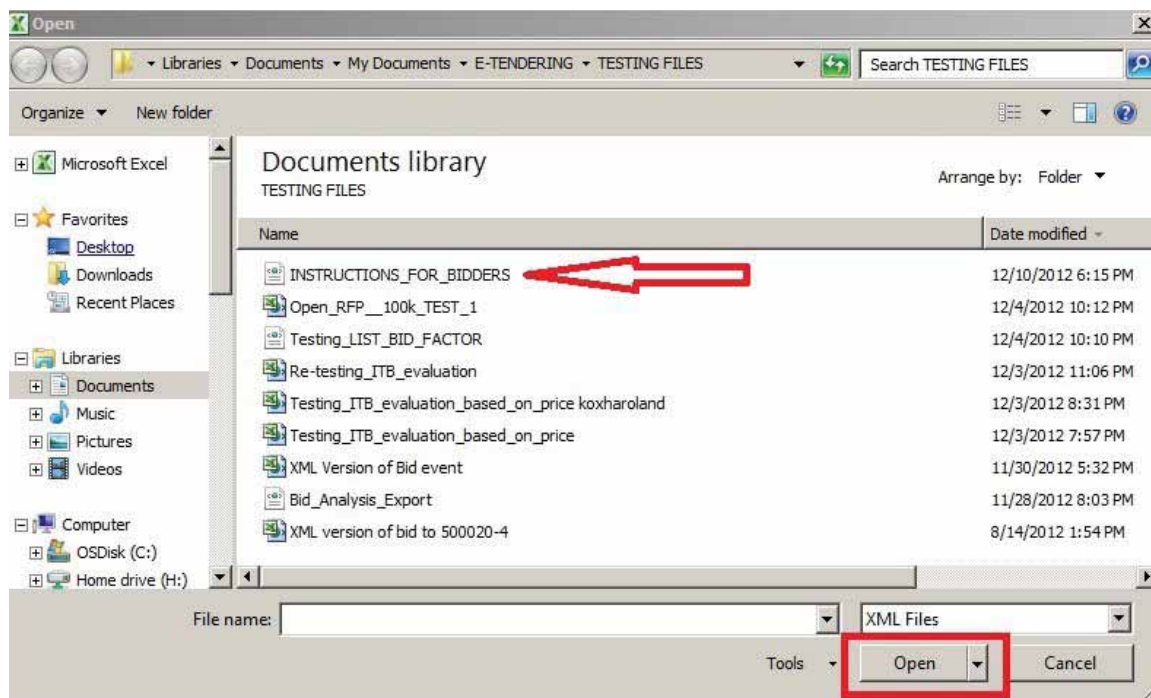 Open
Libraries Documents My Documents E-TENDERING TESTING FILES Search TESTING FILES
Organize New folder
Microsoft Excel
Favorites
Desktop
Downloads
Recent Places
Libraries
Documents
Music
Pictures
Videos
Computer
OSDisk (C:)
Home drive (H:)
Documents library
TESTING FILES
Arrange by: Folder
Name Date modified
INSTRUCTIONS_FOR_BIDDERS 12/10/2012 6:15 PM
Open_RFP__100k_TEST_1 12/4/2012 10:12 PM
Testing_LIST_BID_FACTOR 12/4/2012 10:10 PM
Re-testing_ITB_evaluation 12/3/2012 11:06 PM
Testing_ITB_evaluation_based_on_price koxharoland 12/3/2012 8:31 PM
Testing_ITB_evaluation_based_on_price 12/3/2012 7:57 PM
XML Version of Bid event 11/30/2012 5:32 PM
Bid_Analysis_Export 11/28/2012 8:03 PM
XML version of bid to 500020-4 8/14/2012 1:54 PM
File name: XML Files
Tools Open Cancel